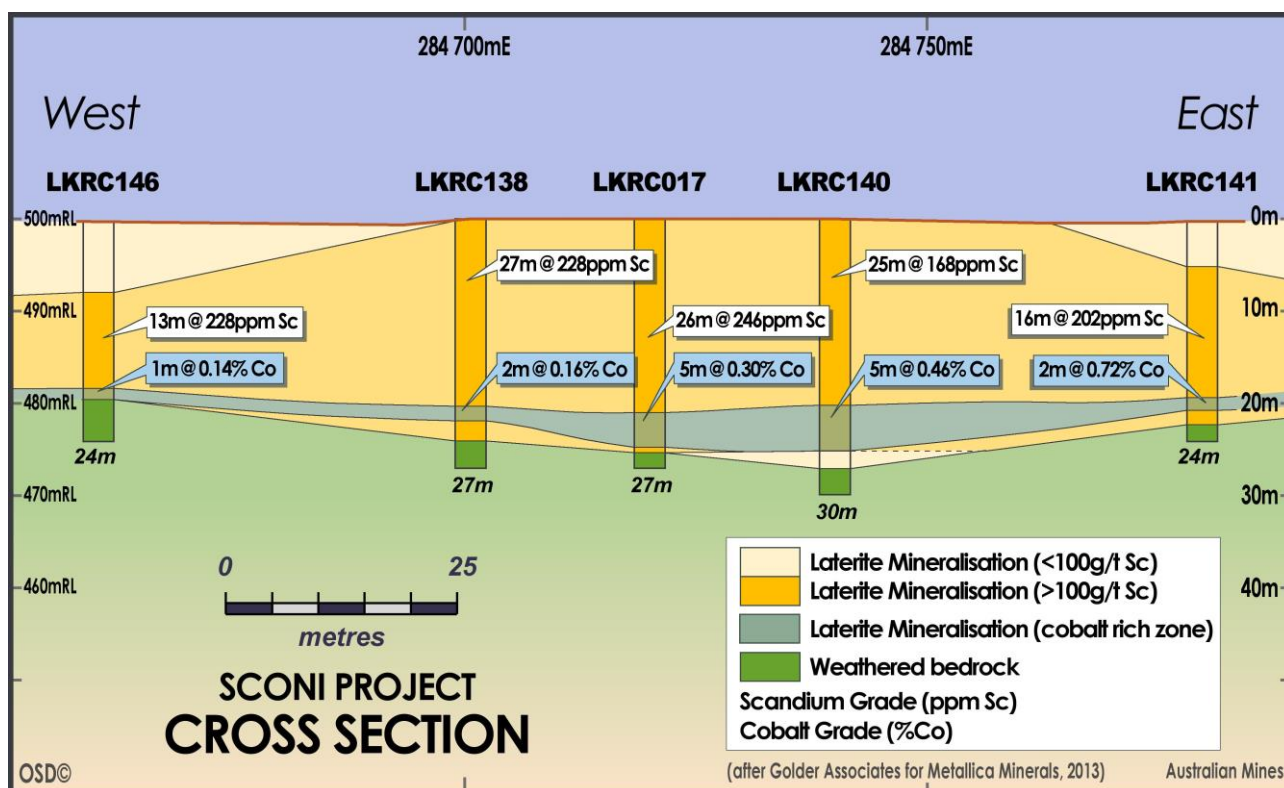 284 700mE
284 750mE
West
East
LKRC146
LKRC138
LKRC017
LKRC140
LKRC141
500mRL
0m
27m @ 228ppm Sc
25m @ 168ppm Sc
490mRL
10m
13m @ 228ppm Sc
26m @ 246ppm Sc
16m @ 202ppm Sc
1m @ 0.14% Co
2m @ 0.16% Co
5m @ 0.30% Co
5m @ 0.46% Co
2m @ 0.72% Co
480mRL
20m
24m
27m
27m
30m
24m
470mRL
30m
460mRL
40m
0
25
metres
SCONI PROJECT
CROSS SECTION
Laterite Mineralisation (<100g/t Sc)
Laterite Mineralisation (>100g/t Sc)
Laterite Mineralisation (cobalt rich zone)
Weathered bedrock
Scandium Grade (ppm Sc)
Cobalt Grade (%Co)
OSD©
(after Golder Associates for Metallica Minerals, 2013)
Australian Mines